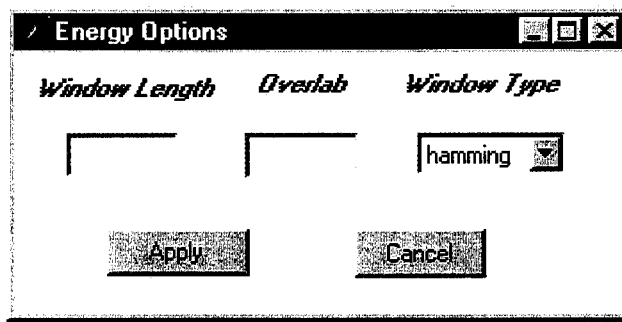 Energy Options
Window Length Overlab Window Type
hamming
Apply Cancel